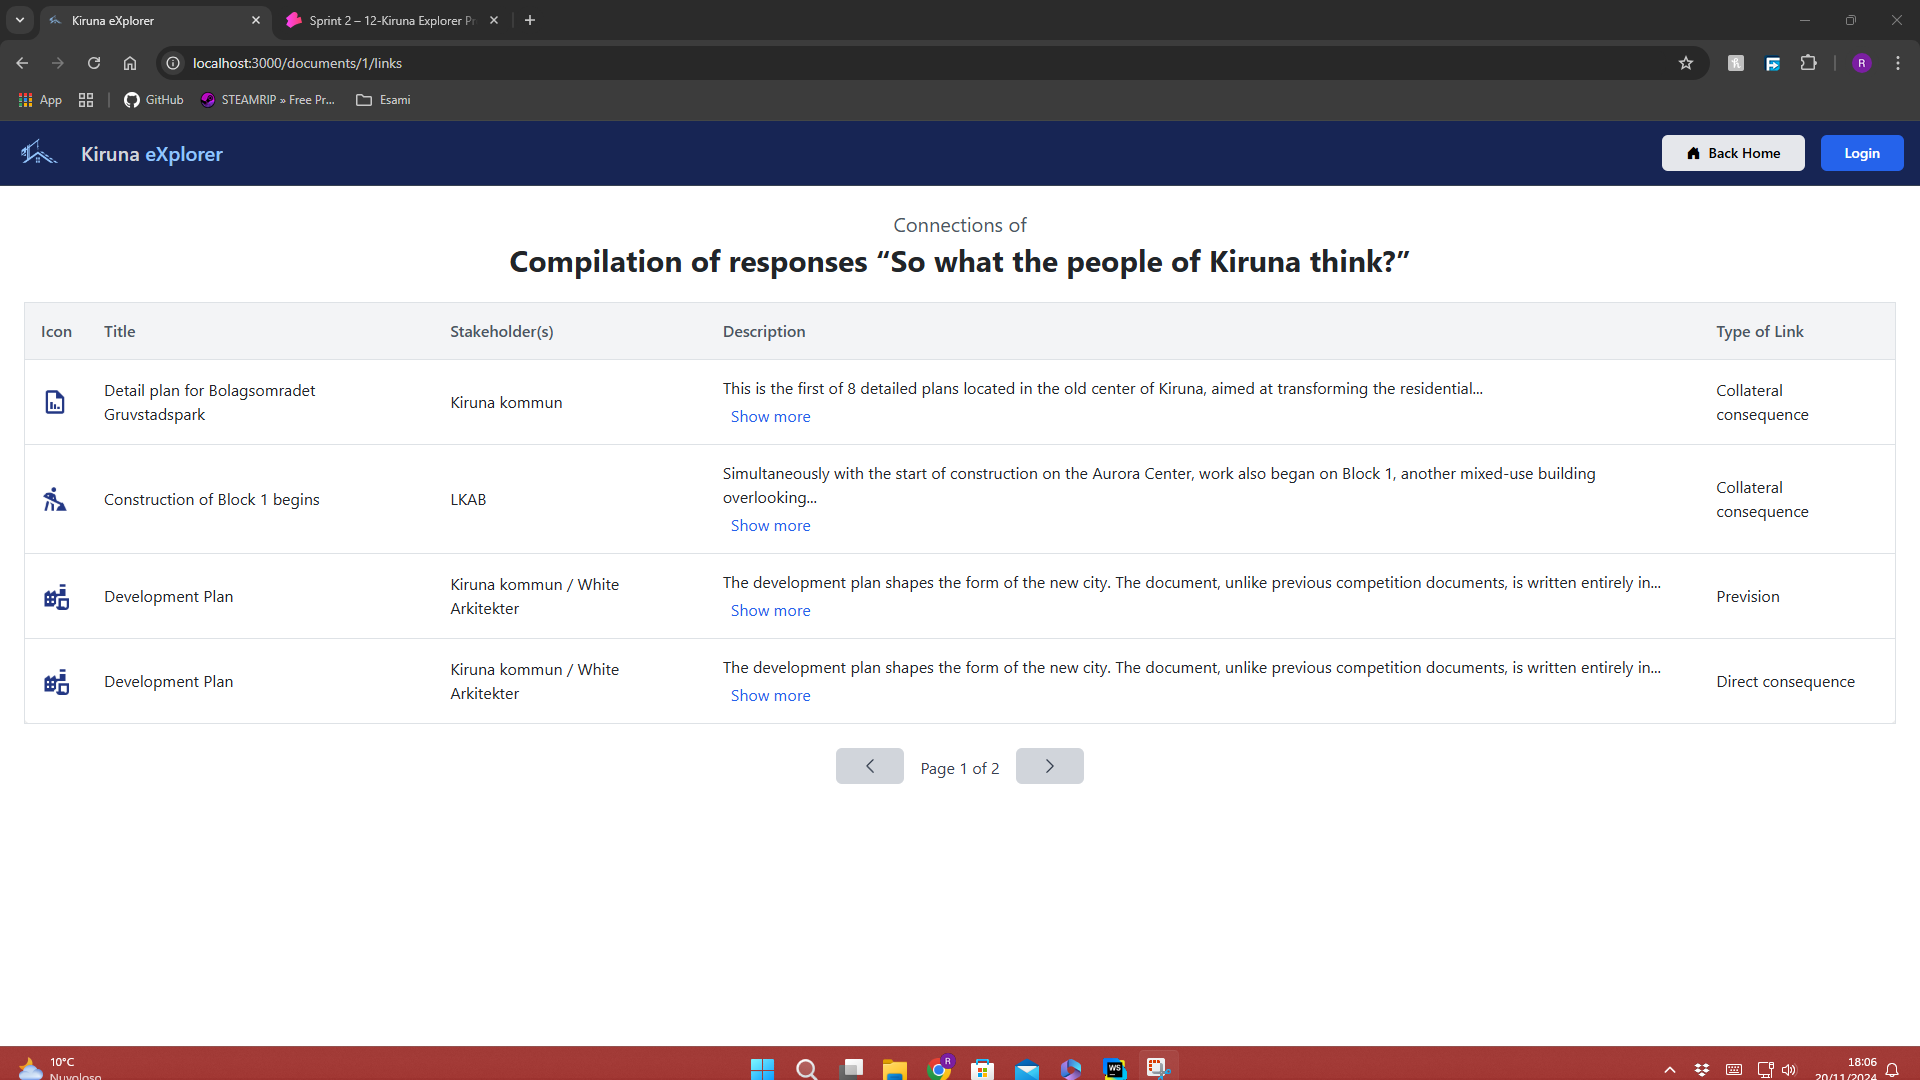 Kiruna eXplorer
Sprint 2 – 12-Kiruna Explorer Pr
localhost:3000/documents/1/links
R
App
GitHub
STEAMRIP » Free Pr...
Esami
Kiruna eXplorer
Back Home
Login
Connections of
Compilation of responses “So what the people of Kiruna think?”
Icon Title Stakeholder(s) Description Type of Link
Detail plan for Bolagsomradet
Gruvstadspark
Kiruna kommun
This is the first of 8 detailed plans located in the old center of Kiruna, aimed at transforming the residential...
Show more
Collateral
consequence
Construction of Block 1 begins
LKAB
Simultaneously with the start of construction on the Aurora Center, work also began on Block 1, another mixed-use building
overlooking...
Show more
Collateral
consequence
Development Plan
Kiruna kommun / White
Arkitekter
The development plan shapes the form of the new city. The document, unlike previous competition documents, is written entirely in...
Show more
Prevision
Development Plan
Kiruna kommun / White
Arkitekter
The development plan shapes the form of the new city. The document, unlike previous competition documents, is written entirely in...
Show more
Direct consequence
Page 1 of 2
10°C
Nuvoloso
R
WS
18:06
20/11/2024